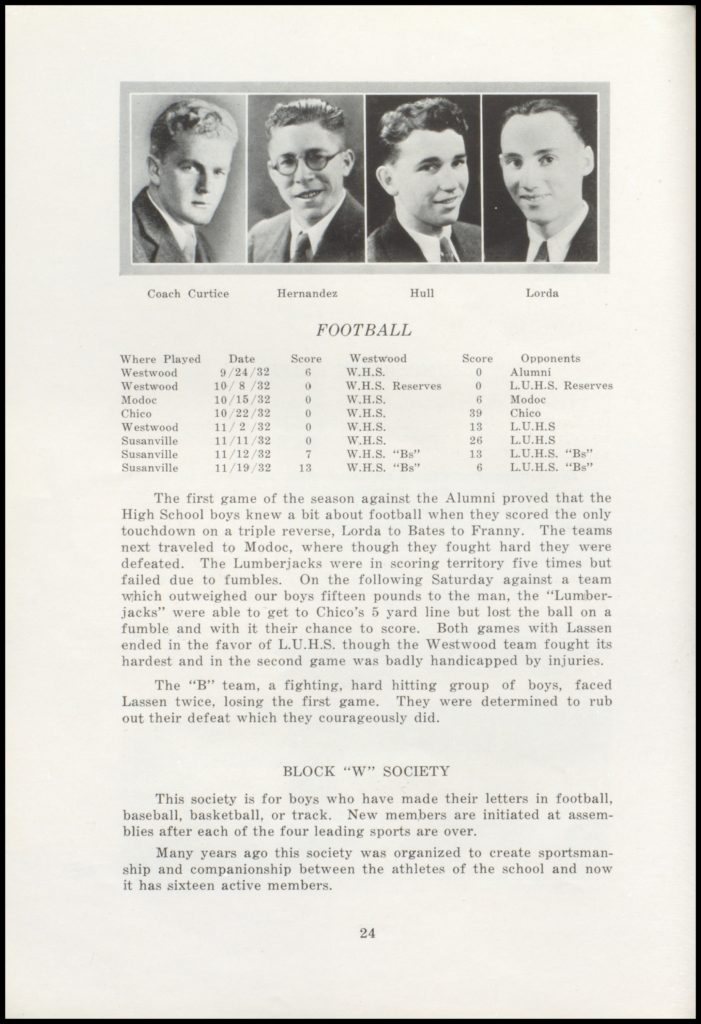 Coach Curtice Hernandez Hull Lorda
FOOTBALL
Where Played Date Score Westwood Score Opponents
Westwood 9/24/32 6 W.H.S. 0 Alumni
Westwood 10/ 8 /32 0 W.H.S. Reserves 0 L.U.H.S. Reserves
Modoc 10/15/32 0 W.H.S. 6 Modoc
Chico 10/22/32 0 W.H.S. 39 Chico
Westwood 11/ 2 /32 0 W.H.S. 13 L.U.H.S
Susanville 11/11/32 0 W.H.S. 26 L.U.H.S
Susanville 11/12/32 7 W.H.S. "Bs" 13 L.U.H.S. "Bs"
Susanville 11/19/32 13 W.H.S. "Bs" 6 L.U.H.S. "Bs"
The first game of the season against the Alumni proved that the
High School boys knew a bit about football when they scored the only
touchdown on a triple reverse, Lorda to Bates to Franny. The teams
next traveled to Modoc, where though they fought hard they were
defeated. The Lumberjacks were in scoring territory five times but
failed due to fumbles. On the following Saturday against a team
which outweighed our boys fifteen pounds to the man, the "Lumber-
jacks" were able to get to Chico's 5 yard line but lost the ball on a
fumble and with it their chance to score. Both games with Lassen
ended in the favor of L.U.H.S. though the Westwood team fought its
hardest and in the second game was badly handicapped by injuries.
The "B" team, a fighting, hard hitting group of boys, faced
Lassen twice, losing the first game. They were determined to rub
out their defeat which they courageously did.
BLOCK "W" SOCIETY
This society is for boys who have made their letters in football,
baseball, basketball, or track. New members are initiated at assem-
blies after each of the four leading sports are over.
Many years ago this society was organized to create sportsman-
ship and companionship between the athletes of the school and now
it has sixteen active members.
24